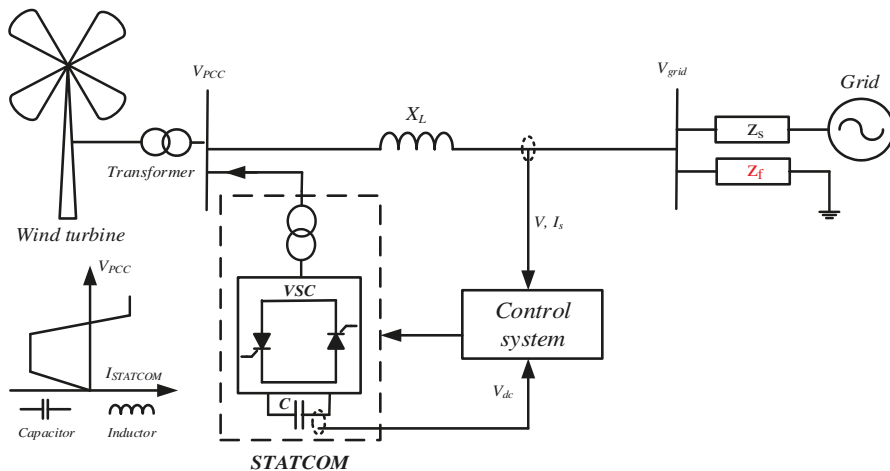 Grid
V_PCC
V_grid
X_L
Z_s
Z_f
Transformer
V, I_s
Wind turbine
V_PCC
VSC
Control
system
I_STATCOM
V_dc
C
Capacitor
Inductor
STATCOM